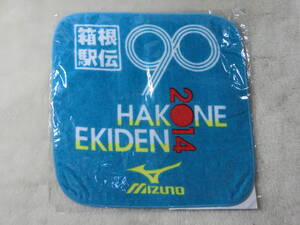 箱根
駅伝
90
HAKONE
2014
EKIDEN
MIZUNO